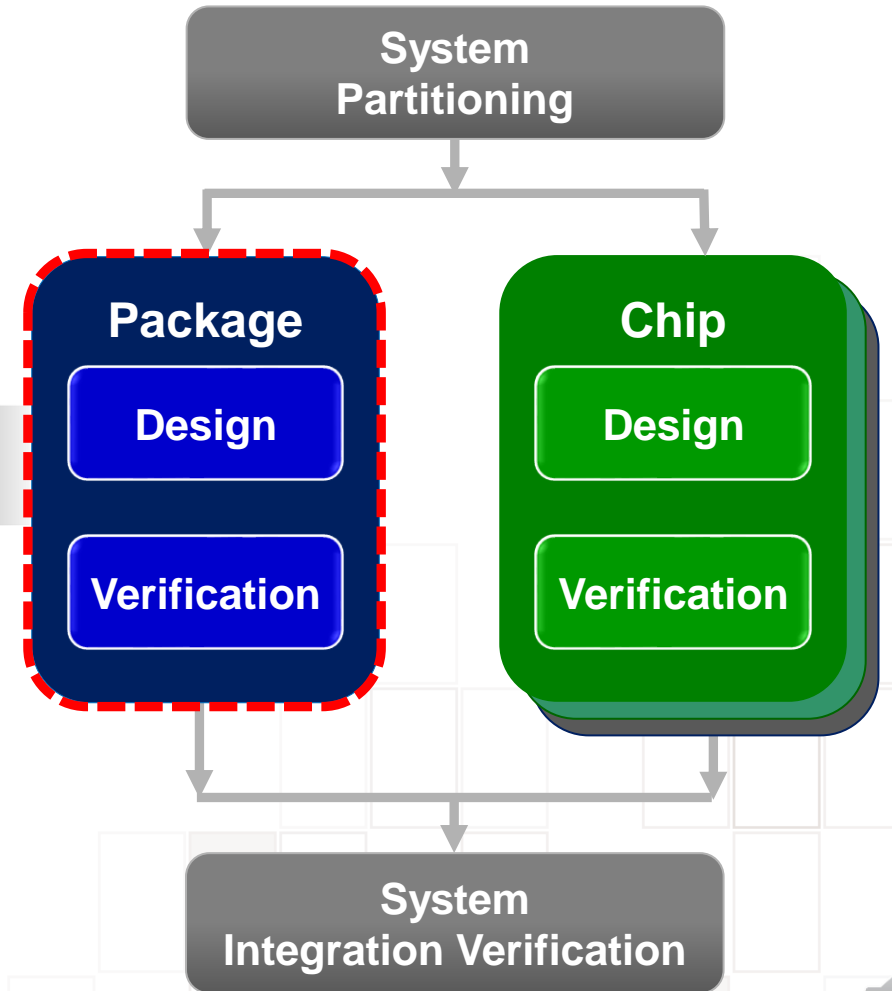 System
Partitioning
Package
Design
Verification
Chip
Design
Verification
System
Integration Verification